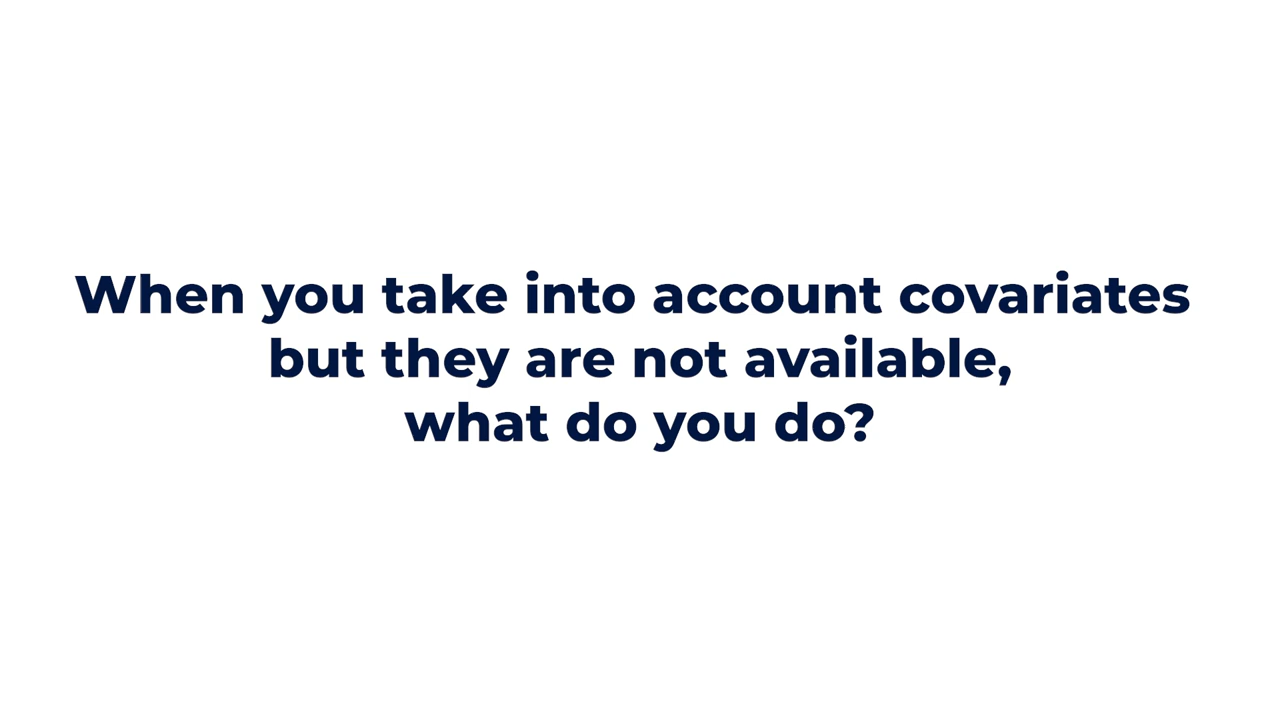 When you take into account covariates
but they are not available,
what do you do?